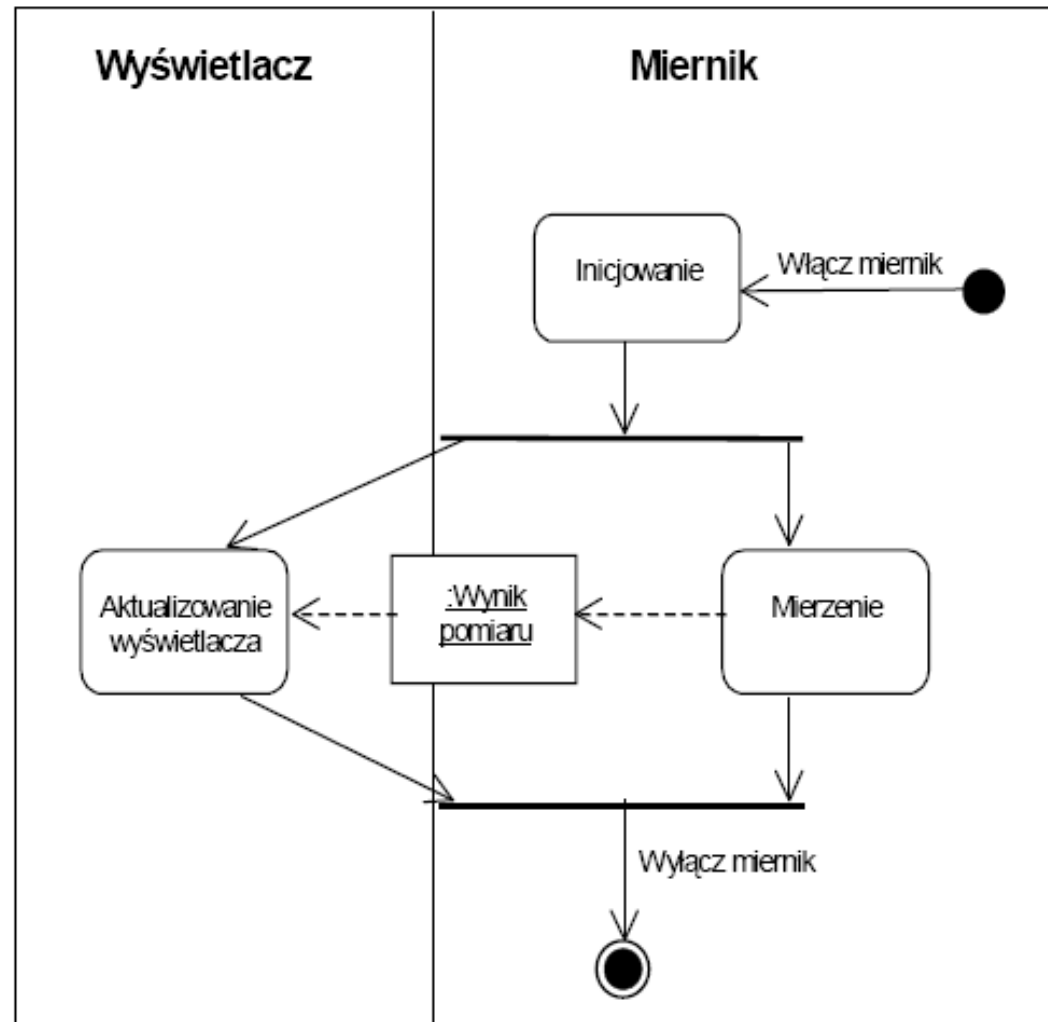 Wyświetlacz
Miernik
Inicjowanie
Włącz miernik
Aktualizowanie
wyświetlacza
:Wynik
pomiaru
Mierzenie
Wyłącz miernik